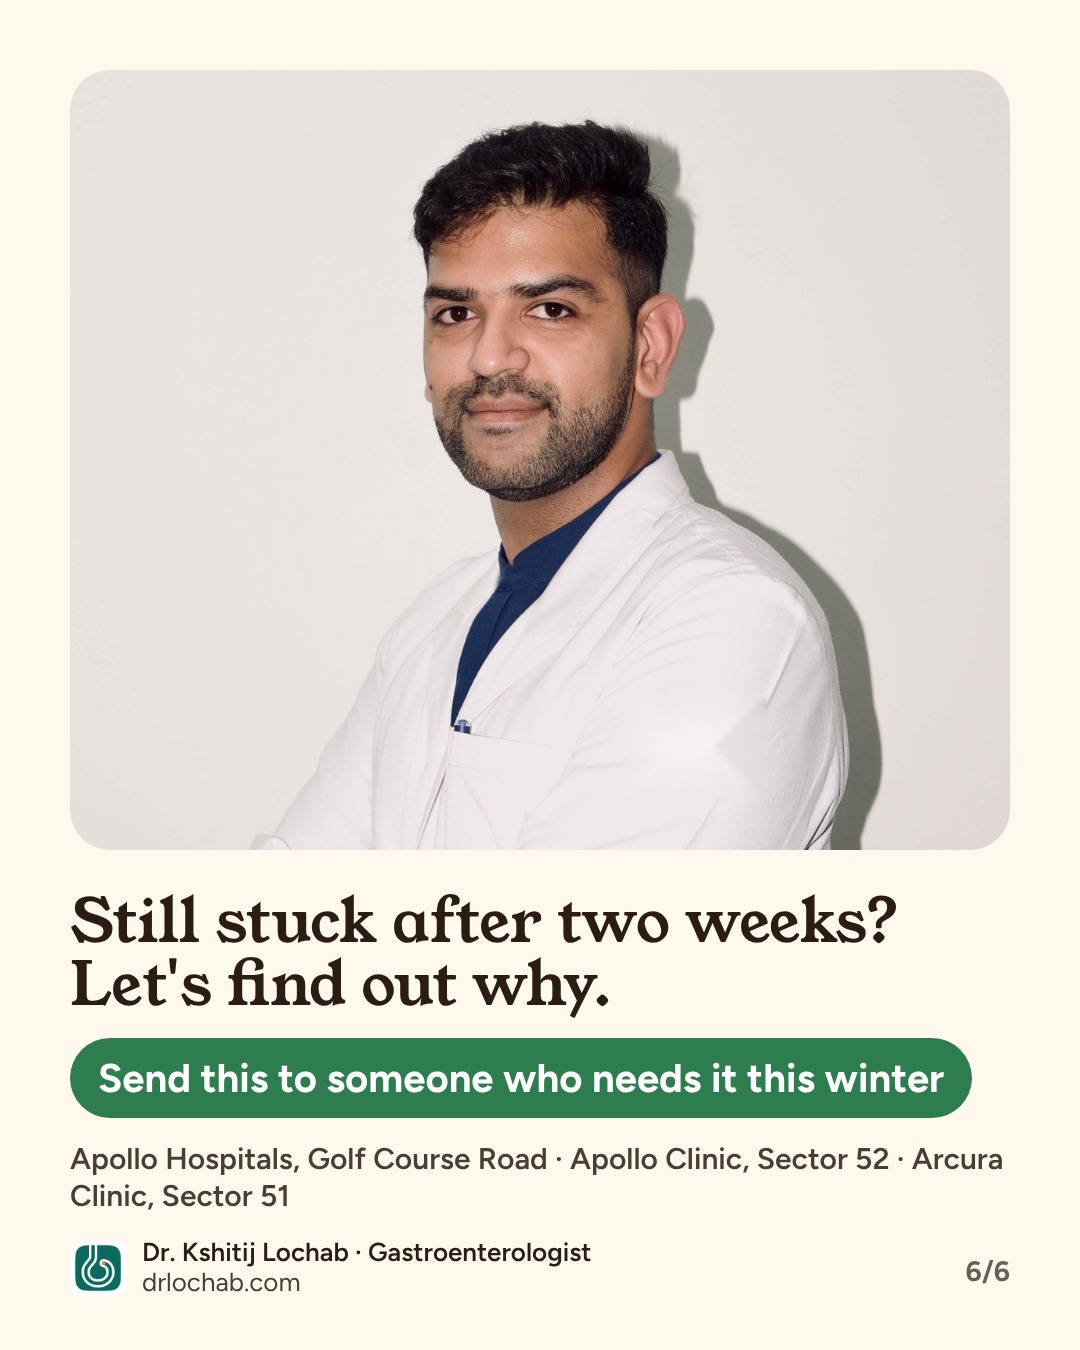 Still stuck after two weeks?
Let's find out why.
Send this to someone who needs it this winter
Apollo Hospitals, Golf Course Road · Apollo Clinic, Sector 52 · Arcura
Clinic, Sector 51
Dr. Kshitij Lochab · Gastroenterologist
drlochab.com
6/6